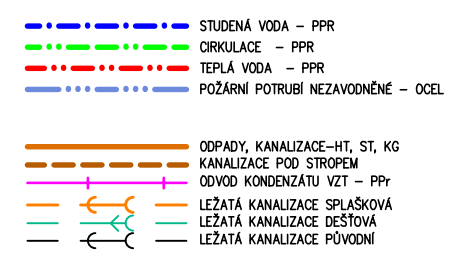 STUDENÁ VODA - PPR
CIRKULACE - PPR
TEPLÁ VODA - PPR
POŽÁRNÍ POTRUBÍ NEZAVODNĚNÉ - OCEL
ODPADY, KANALIZACE-HT, ST, KG
KANALIZACE POD STROPEM
ODVOD KONDENZÁTU VZT - PPr
LEŽATÁ KANALIZACE SPLAŠKOVÁ
LEŽATÁ KANALIZACE DEŠŤOVÁ
LEŽATÁ KANALIZACE PŮVODNÍ